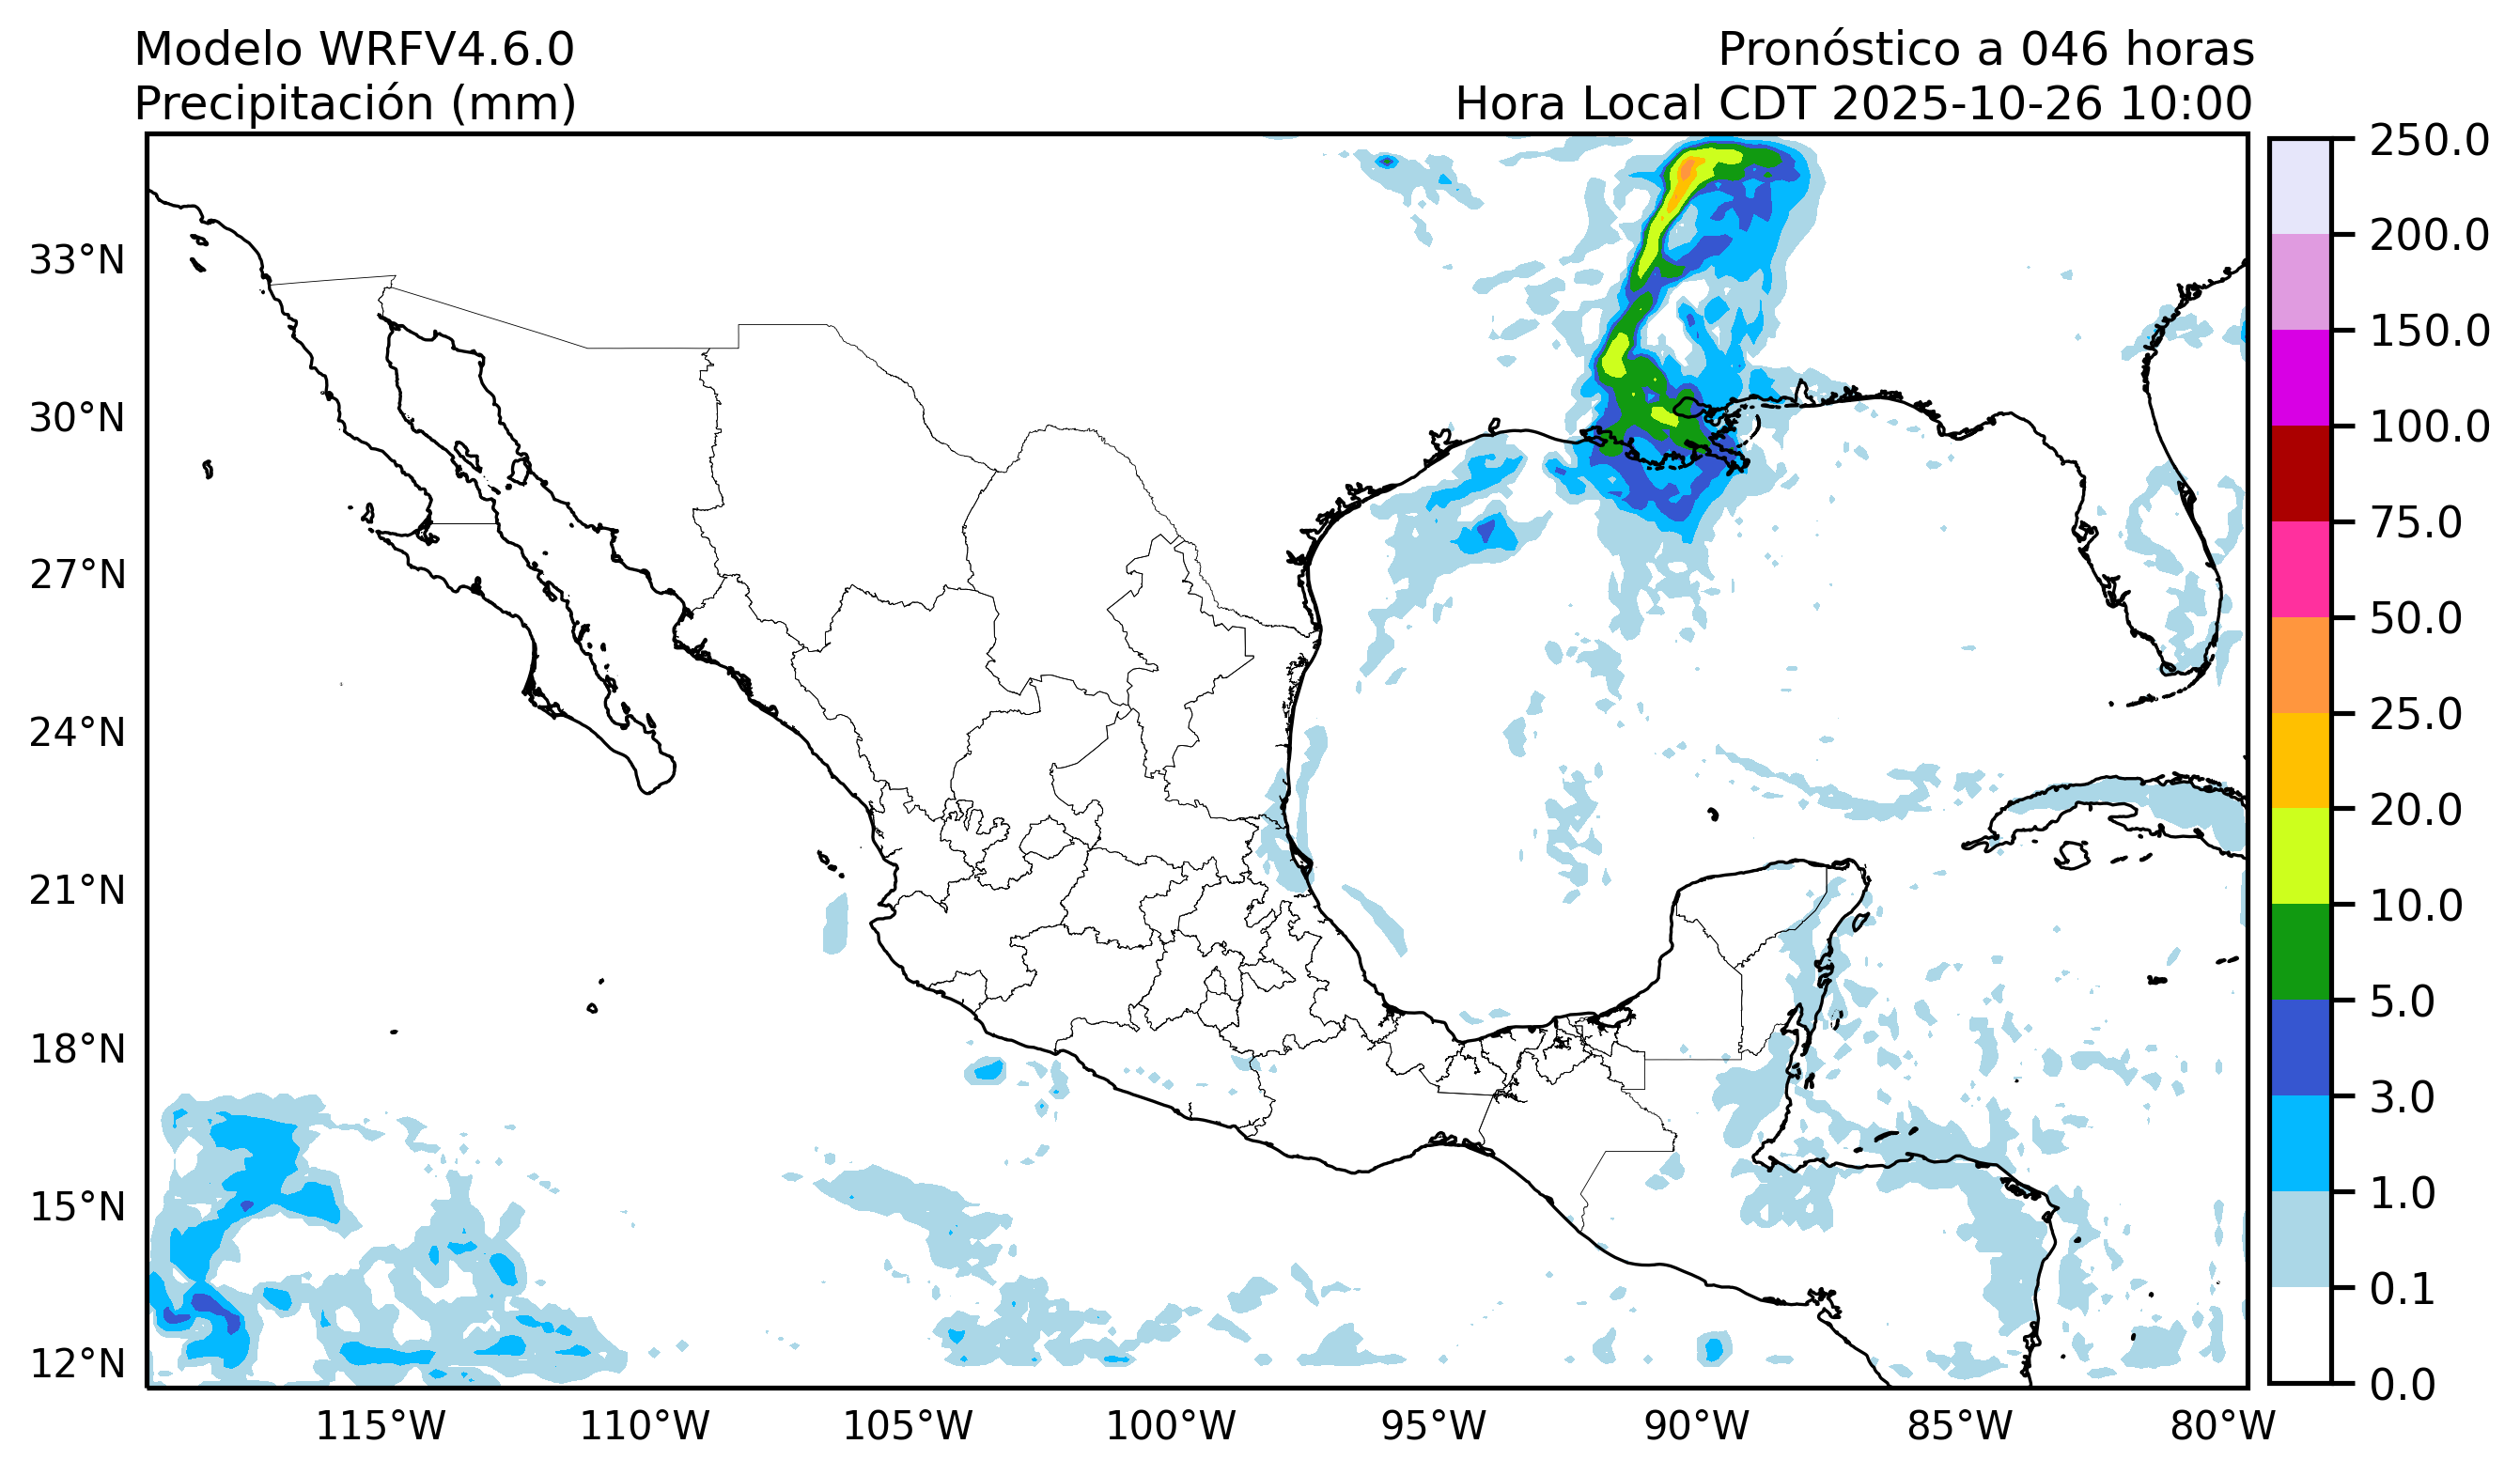 Modelo WRFV4.6.0
Precipitación (mm)
Pronóstico a 046 horas
Hora Local CDT 2025-10-26 10:00
33°N
30°N
27°N
24°N
21°N
18°N
15°N
12°N
115°W
110°W
105°W
100°W
95°W
90°W
85°W
80°W
250.0
200.0
150.0
100.0
75.0
50.0
25.0
20.0
10.0
5.0
3.0
1.0
0.1
0.0